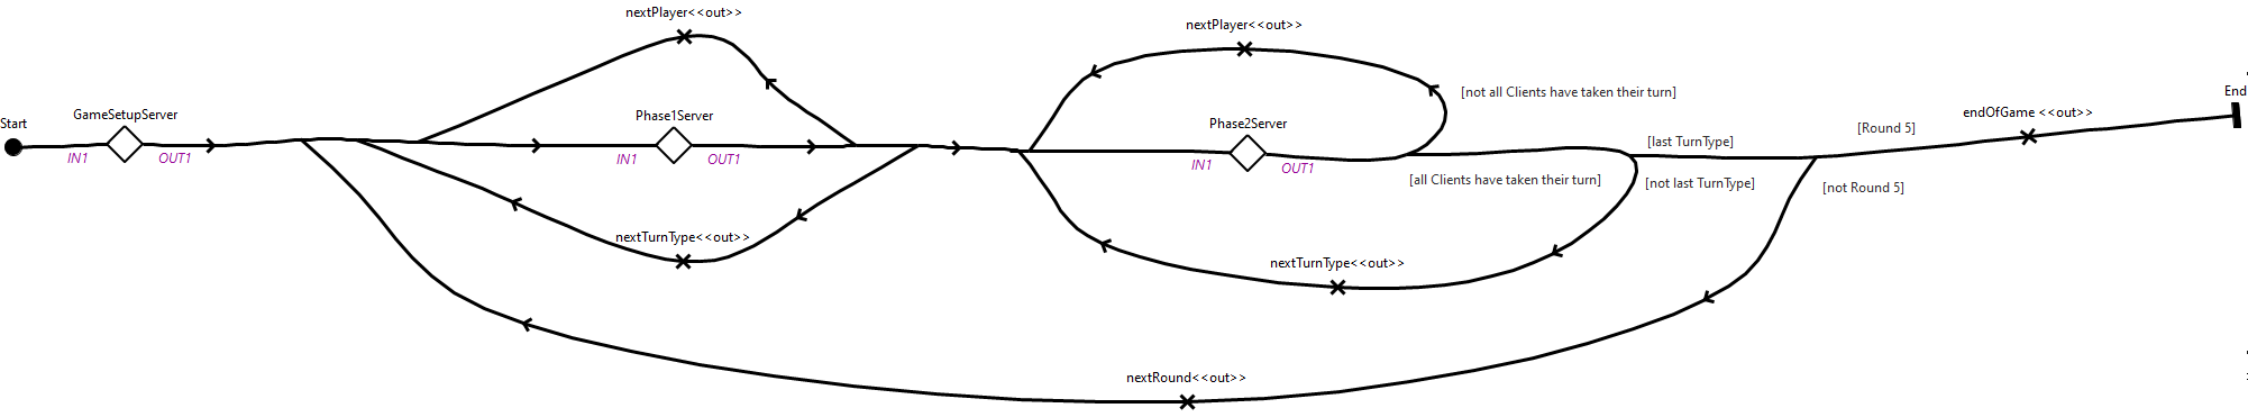 nextPlayer<<out>>
nextPlayer<<out>>
Start
GameSetupServer
IN1
OUT1
Phase1Server
IN1
OUT1
Phase2Server
IN1
OUT1
[not all Clients have taken their turn]
[all Clients have taken their turn]
[last TurnType]
[not last TurnType]
[Round 5]
[not Round 5]
endOfGame <<out>>
End
nextTurnType<<out>>
nextTurnType<<out>>
nextRound<<out>>